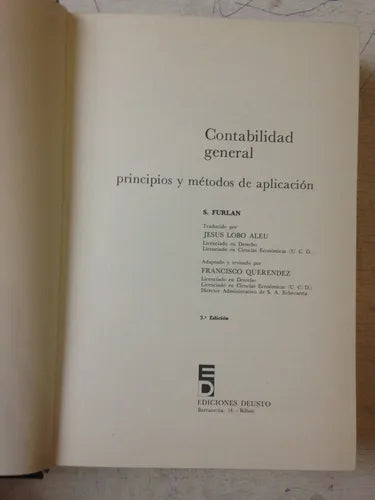 Contabilidad
general
principios y métodos de aplicación
S. FURLAN
Traducido por
JESUS LOBO ALEU
Licenciado en Derecho
Licenciado en Ciencias Económicas (U. C. D.)
Adaptado y revisado por
FRANCISCO QUERENDEZ
Licenciado en Derecho
Licenciado en Ciencias Económicas (U. C. D.)
Director Administrativo de S. A. Echevarría
3.ª Edición
ED
EDICIONES DEUSTO
Barraincúa, 14 - Bilbao